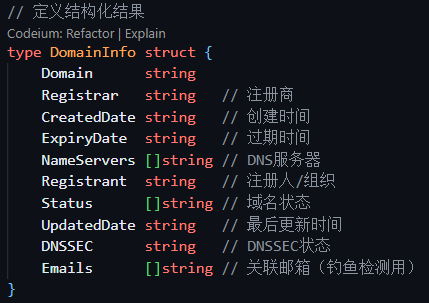 // 定义结构化结果
Codeium: Refactor | Explain
type DomainInfo struct {
    Domain      string
    Registrar   string   // 注册商
    CreatedDate string   // 创建时间
    ExpiryDate  string   // 过期时间
    NameServers []string // DNS服务器
    Registrant  string   // 注册人/组织
    Status      []string // 域名状态
    UpdatedDate string   // 最后更新时间
    DNSSEC      string   // DNSSEC状态
    Emails      []string // 关联邮箱（钓鱼检测用）
}